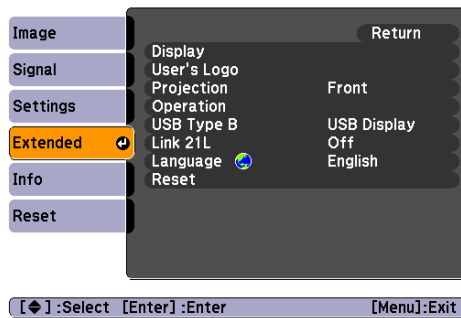 Image
Signal
Settings
Extended
Info
Reset
Return
Display
User's Logo
Projection Front
Operation
USB Type B USB Display
Link 21L Off
Language English
Reset
[◆] :Select [Enter] :Enter [Menu]:Exit